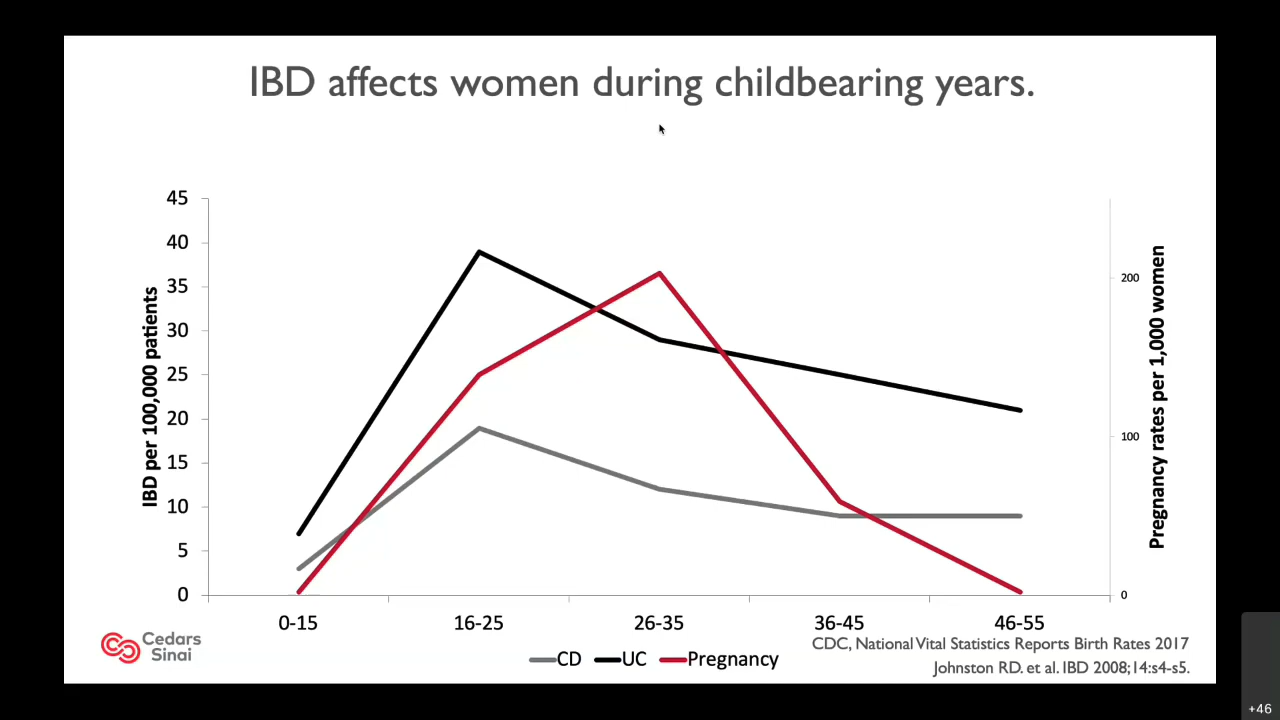 IBD affects women during childbearing years.
45
40
35
30
25
20
15
10
5
0
IBD per 100,000 patients
200
100
0
Pregnancy rates per 1,000 women
0-15 16-25 26-35 36-45 46-55
CD UC Pregnancy
Cedars
Sinai
CDC, National Vital Statistics Reports Birth Rates 2017
Johnston RD. et al. IBD 2008;14:s4-s5.
+46